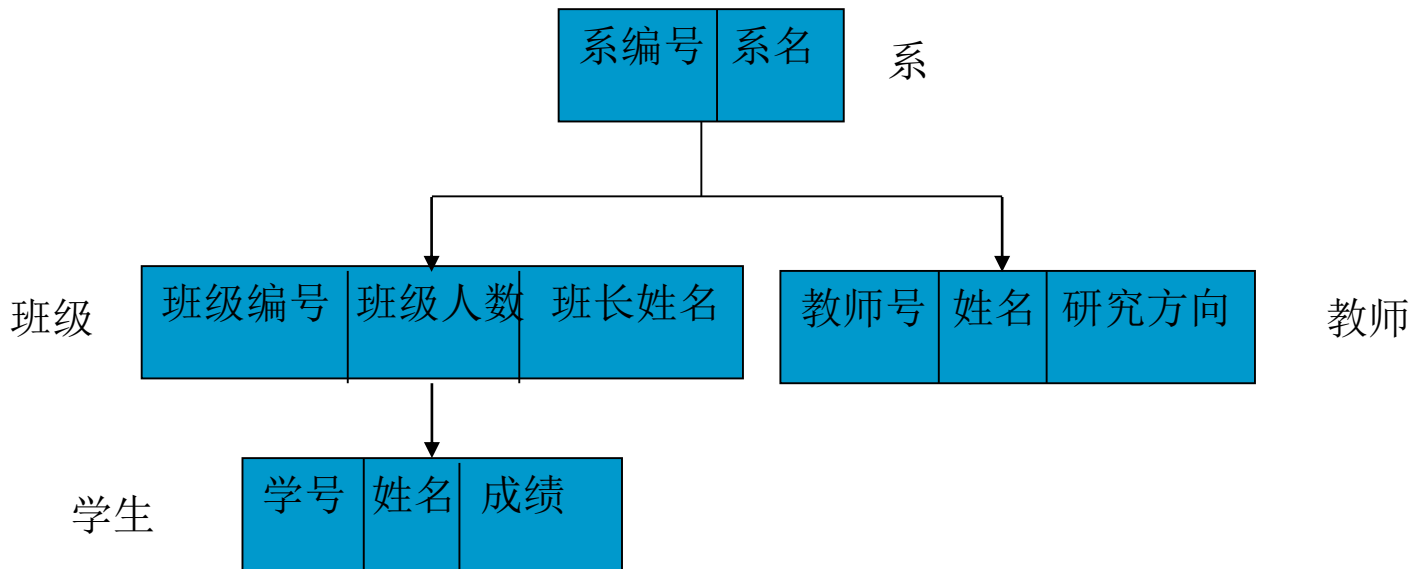 系编号 系名 系
班级 班级编号 班级人数 班长姓名 教师号 姓名 研究方向 教师
学生 学号 姓名 成绩